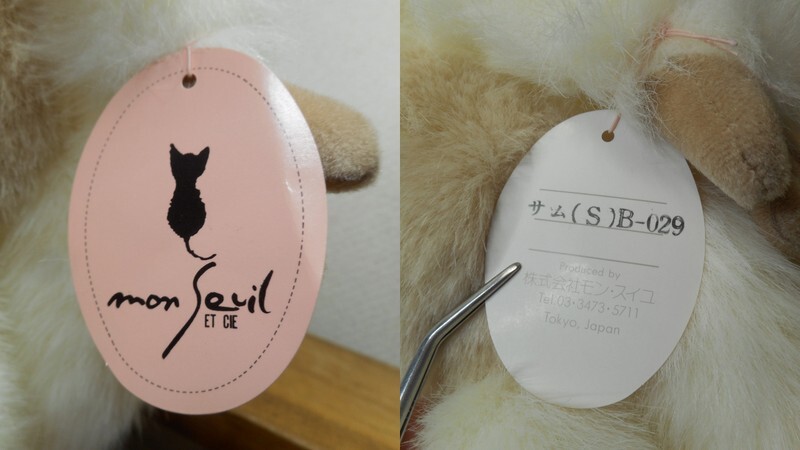 mon Seuil
ET CIE
サム(S)B-029
Produced by
株式会社モン・スイユ
Tel.03・3473・5711
Tokyo, Japan